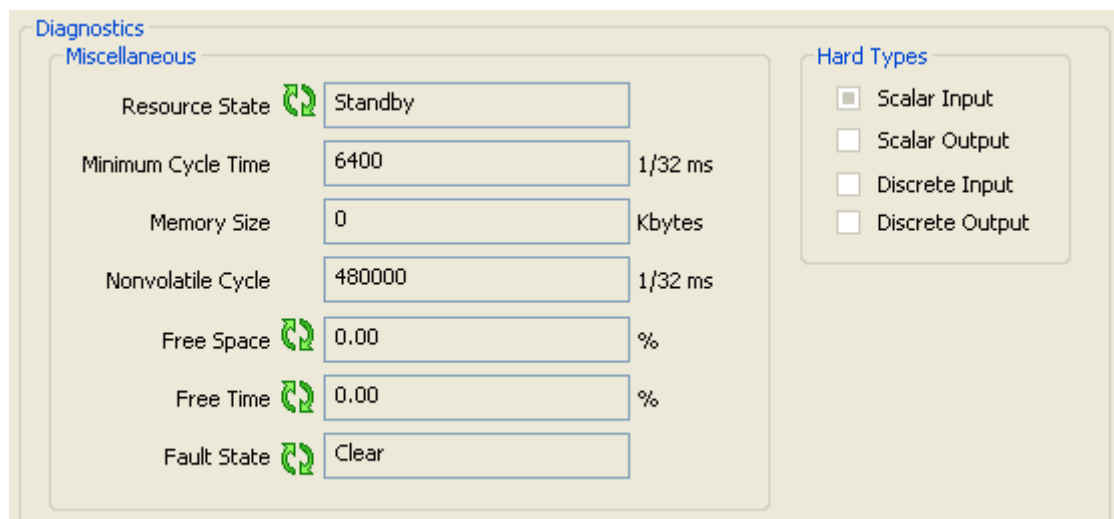 Diagnostics
Miscellaneous
Resource State Standby
Minimum Cycle Time 6400 1/32 ms
Memory Size 0 Kbytes
Nonvolatile Cycle 480000 1/32 ms
Free Space 0.00 %
Free Time 0.00 %
Fault State Clear
Hard Types
Scalar Input
Scalar Output
Discrete Input
Discrete Output